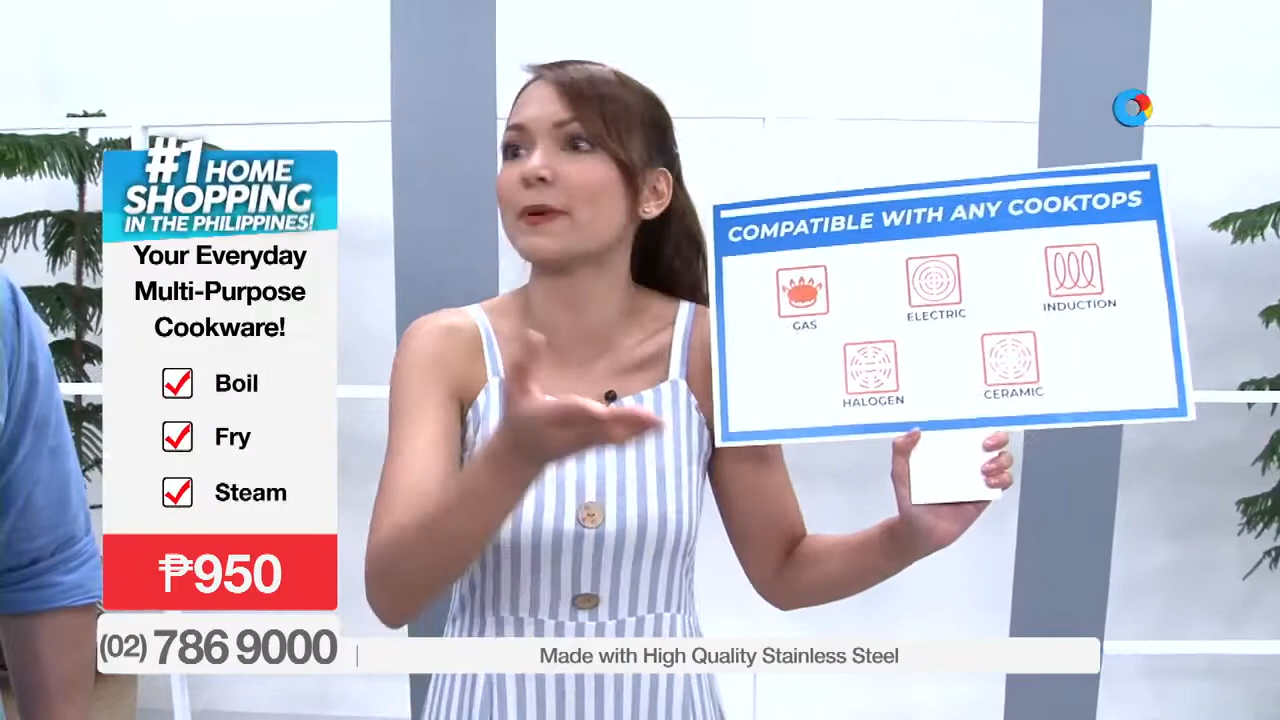 #1 HOME
SHOPPING
IN THE PHILIPPINES!
Your Everyday
Multi-Purpose
Cookware!
Boil
Fry
Steam
₱950
(02) 786 9000
Made with High Quality Stainless Steel
COMPATIBLE WITH ANY COOKTOPS
GAS
ELECTRIC
INDUCTION
HALOGEN
CERAMIC